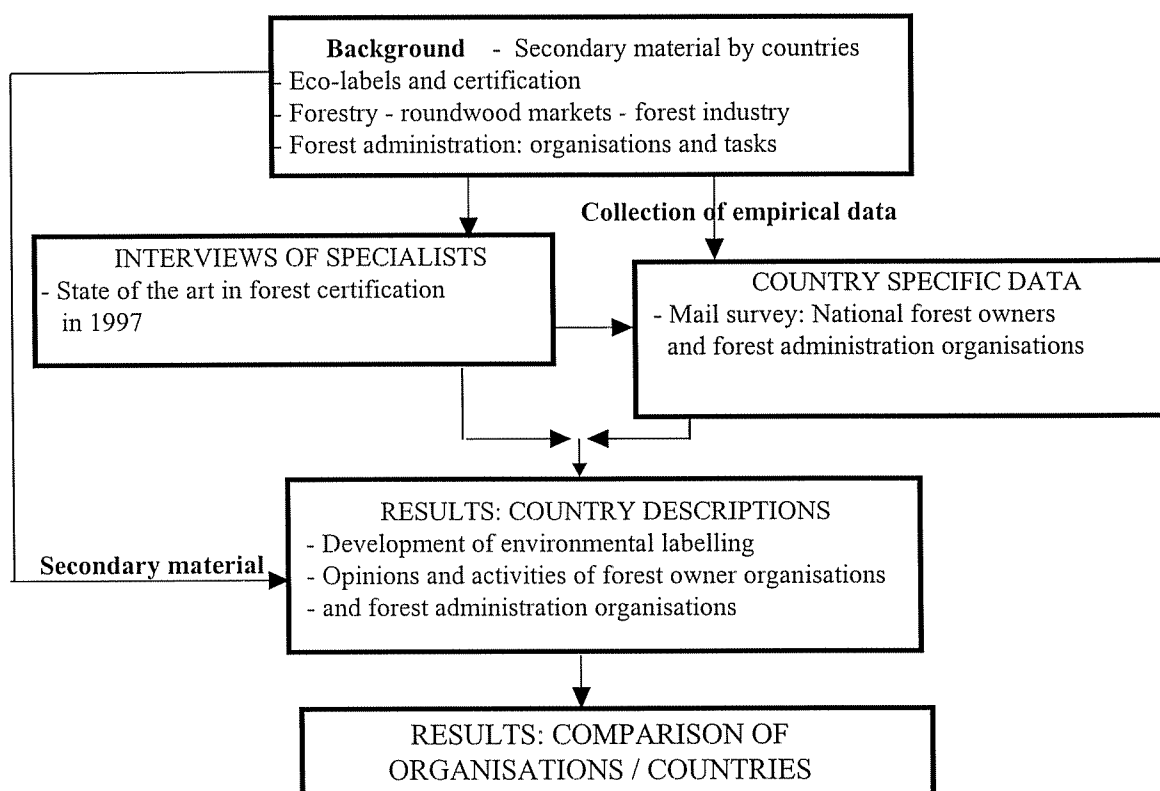 Background - Secondary material by countries
- Eco-labels and certification
- Forestry - roundwood markets - forest industry
- Forest administration: organisations and tasks
Collection of empirical data
INTERVIEWS OF SPECIALISTS
- State of the art in forest certification
in 1997
COUNTRY SPECIFIC DATA
- Mail survey: National forest owners
and forest administration organisations
RESULTS: COUNTRY DESCRIPTIONS
- Development of environmental labelling
- Opinions and activities of forest owner organisations
- and forest administration organisations
Secondary material
RESULTS: COMPARISON OF
ORGANISATIONS / COUNTRIES